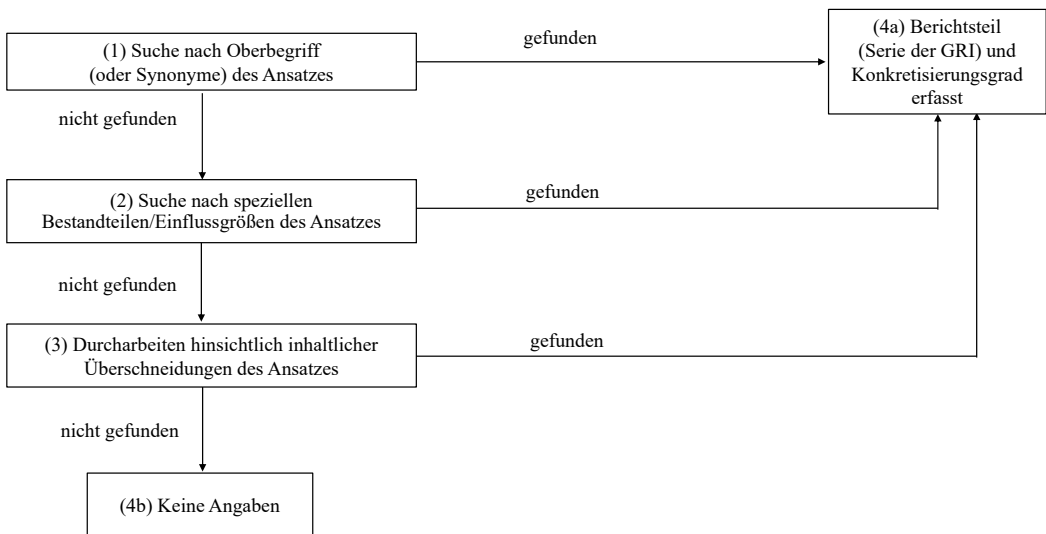 (1) Suche nach Oberbegriff
(oder Synonyme) des Ansatzes
gefunden
(4a) Berichtsteil
(Serie der GRI) und
Konkretisierungsgrad
erfasst
nicht gefunden
(2) Suche nach speziellen
Bestandteilen/Einflussgrößen des Ansatzes
gefunden
nicht gefunden
(3) Durcharbeiten hinsichtlich inhaltlicher
Überschneidungen des Ansatzes
gefunden
nicht gefunden
(4b) Keine Angaben